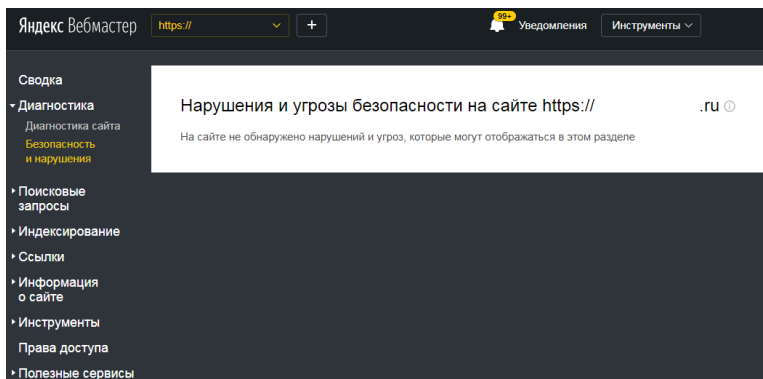 Яндекс Вебмастер
https://
+
99+
Уведомления
Инструменты
Сводка
Диагностика
Диагностика сайта
Безопасность
и нарушения
Поисковые
запросы
Индексирование
Ссылки
Информация
о сайте
Инструменты
Права доступа
Полезные сервисы
Нарушения и угрозы безопасности на сайте https:// .ru
На сайте не обнаружено нарушений и угроз, которые могут отображаться в этом разделе